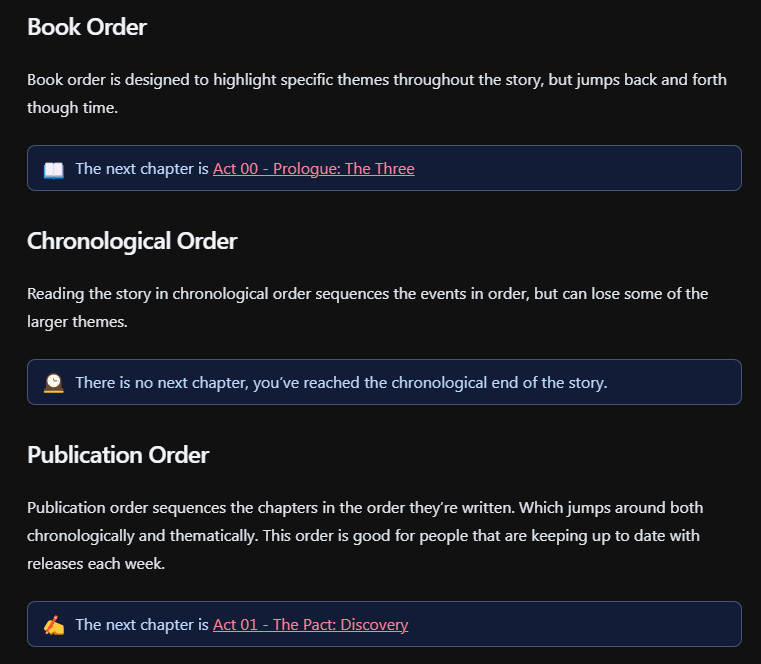 Book Order
Book order is designed to highlight specific themes throughout the story, but jumps back and forth
though time.
The next chapter is Act 00 - Prologue: The Three
Chronological Order
Reading the story in chronological order sequences the events in order, but can lose some of the
larger themes.
There is no next chapter, you’ve reached the chronological end of the story.
Publication Order
Publication order sequences the chapters in the order they’re written. Which jumps around both
chronologically and thematically. This order is good for people that are keeping up to date with
releases each week.
The next chapter is Act 01 - The Pact: Discovery